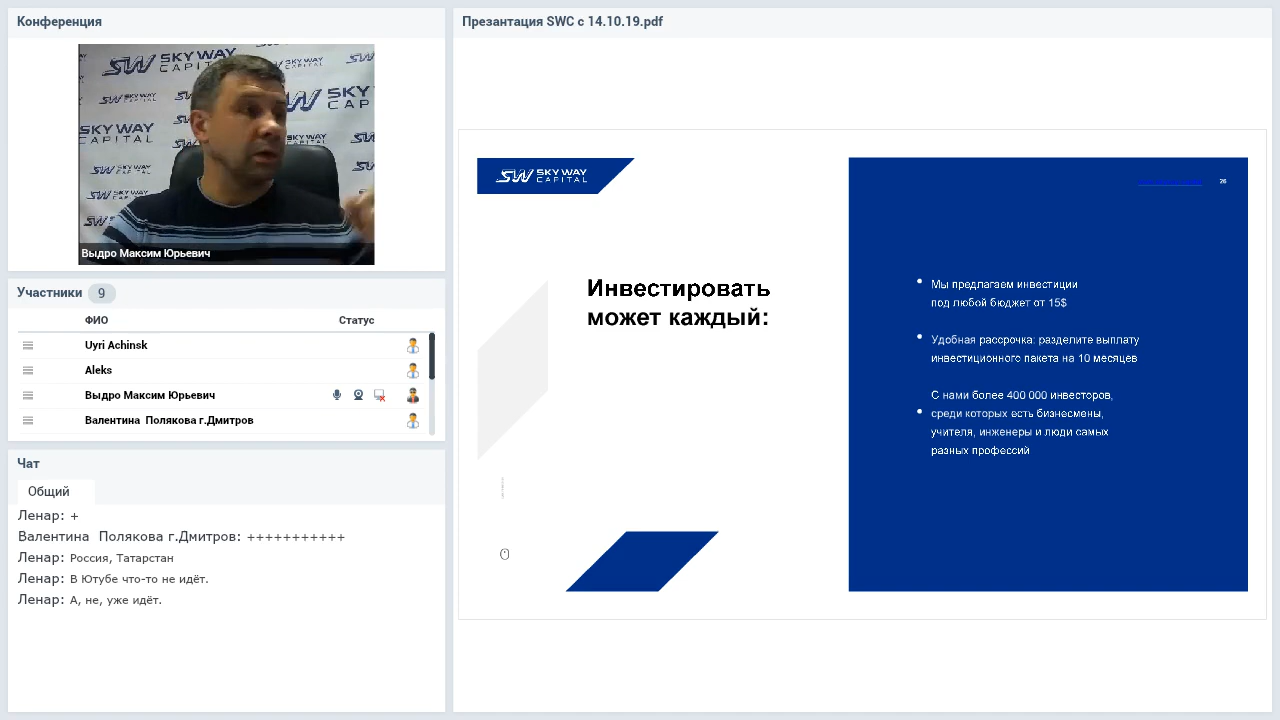 Конференция
SKY WAY
CAPITAL
Выдро Максим Юрьевич
Участники 9
ФИО Статус
Uyri Achinsk
Aleks
Выдро Максим Юрьевич
Валентина Полякова г.Дмитров
Чат
Общий
Ленар: +
Валентина Полякова г.Дмитров: +++++++++++
Ленар: Россия, Татарстан
Ленар: В Ютубе что-то не идёт.
Ленар: А, не, уже идёт.
Презантация SWC с 14.10.19.pdf
SW SKY WAY
CAPITAL
26
Инвестировать
может каждый:
Мы предлагаем инвестиции
под любой бюджет от 15$
Удобная рассрочка: разделите выплату
инвестиционного пакета на 10 месяцев
С нами более 400 000 инвесторов,
среди которых есть бизнесмены,
учителя, инженеры и люди самых
разных профессий